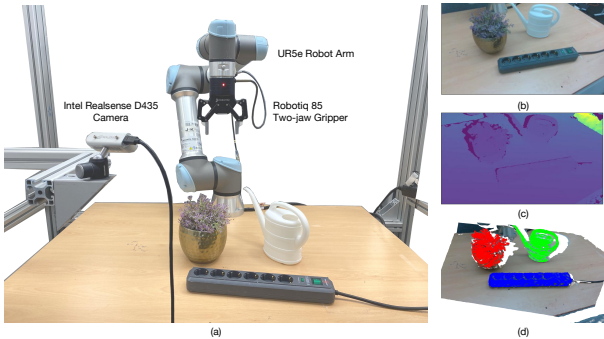 UR5e Robot Arm
Intel Realsense D435
Camera
Robotiq 85
Two-jaw Gripper
(a)
(b)
(c)
(d)